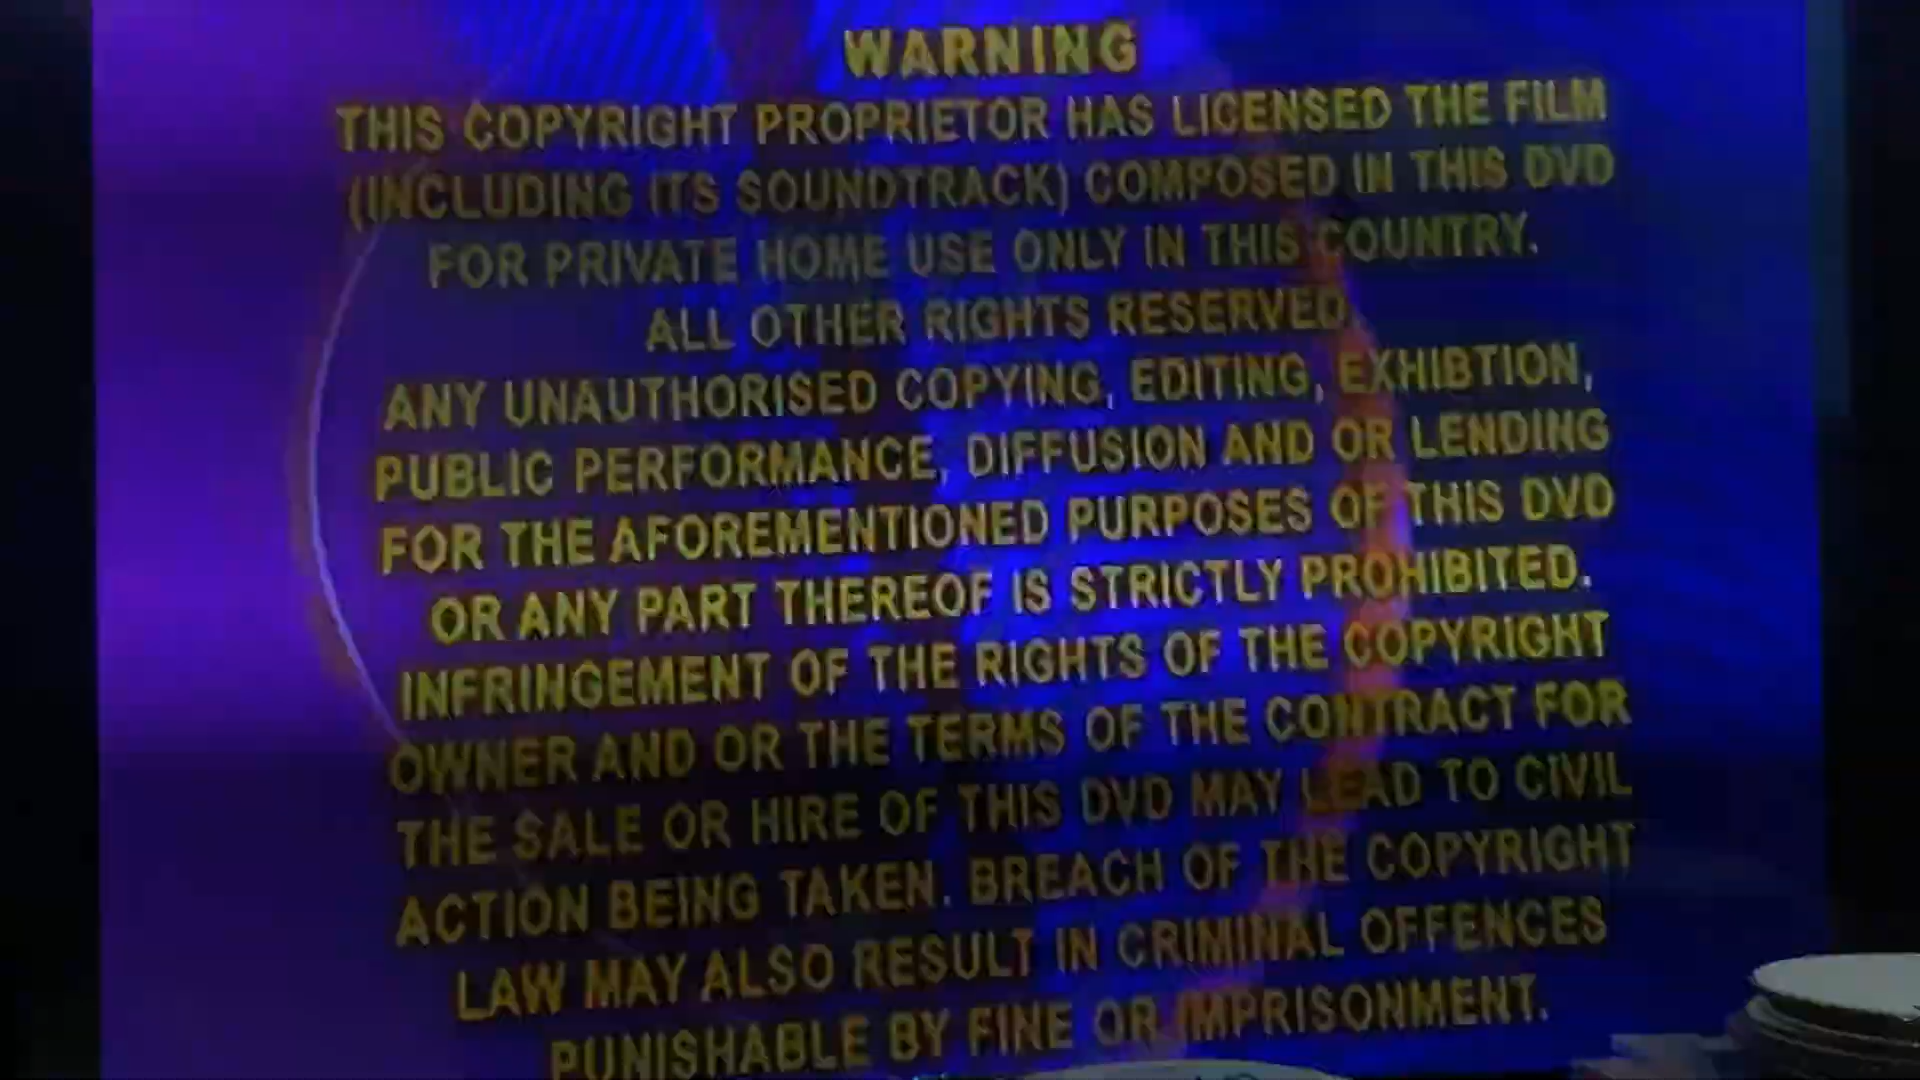 WARNING
THIS COPYRIGHT PROPRIETOR HAS LICENSED THE FILM
(INCLUDING ITS SOUNDTRACK) COMPOSED IN THIS DVD
FOR PRIVATE HOME USE ONLY IN THIS COUNTRY.
ALL OTHER RIGHTS RESERVED.
ANY UNAUTHORISED COPYING, EDITING, EXHIBTION,
PUBLIC PERFORMANCE, DIFFUSION AND OR LENDING
FOR THE AFOREMENTIONED PURPOSES OF THIS DVD
OR ANY PART THEREOF IS STRICTLY PROHIBITED.
INFRINGEMENT OF THE RIGHTS OF THE COPYRIGHT
OWNER AND OR THE TERMS OF THE CONTRACT FOR
THE SALE OR HIRE OF THIS DVD MAY LEAD TO CIVIL
ACTION BEING TAKEN. BREACH OF THE COPYRIGHT
LAW MAY ALSO RESULT IN CRIMINAL OFFENCES
PUNISHABLE BY FINE OR IMPRISONMENT.